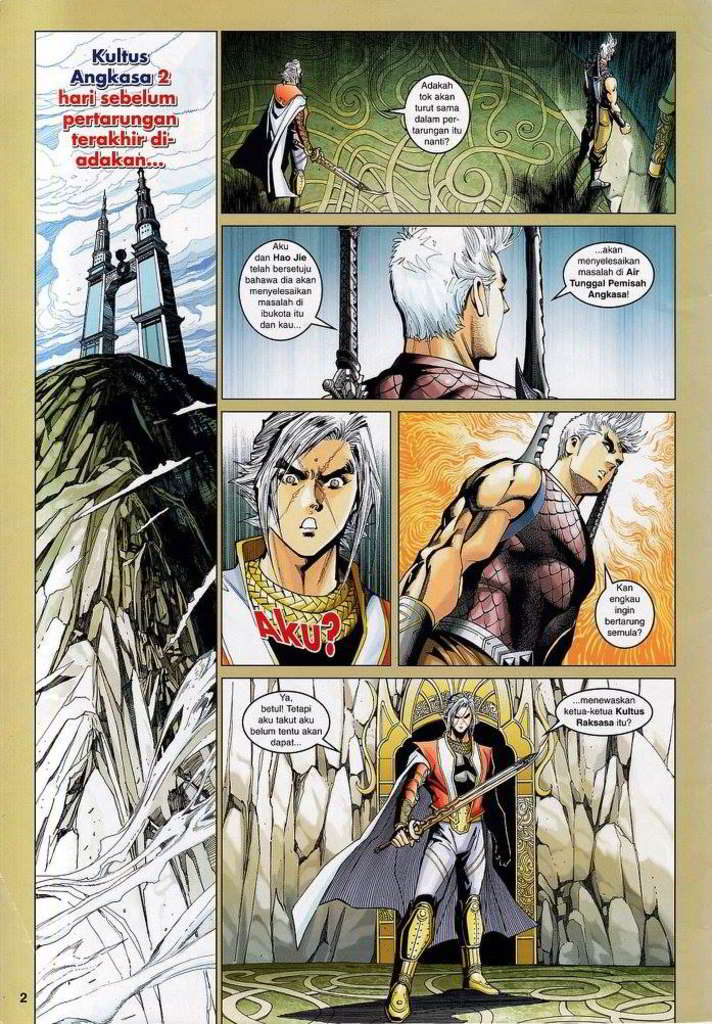 Kultus
Angkasa 2
hari sebelum
pertarungan
terakhir di-
adakan...
Adakah
tok akan
turut sama
dalam per-
tarungan itu
nanti?
Aku
dan Hao Jie
telah bersetuju
bahawa dia akan
menyelesaikan
masalah di
ibukota itu
dan kau...
...akan
menyelesaikan
masalah di Air
Tunggal Pemisah
Angkasa!
AKU?
Kan
engkau
ingin
bertarung
semula?
Ya,
betul! Tetapi
aku takut aku
belum tentu akan
dapat...
...menewaskan
ketua-ketua Kultus
Raksasa itu?
2